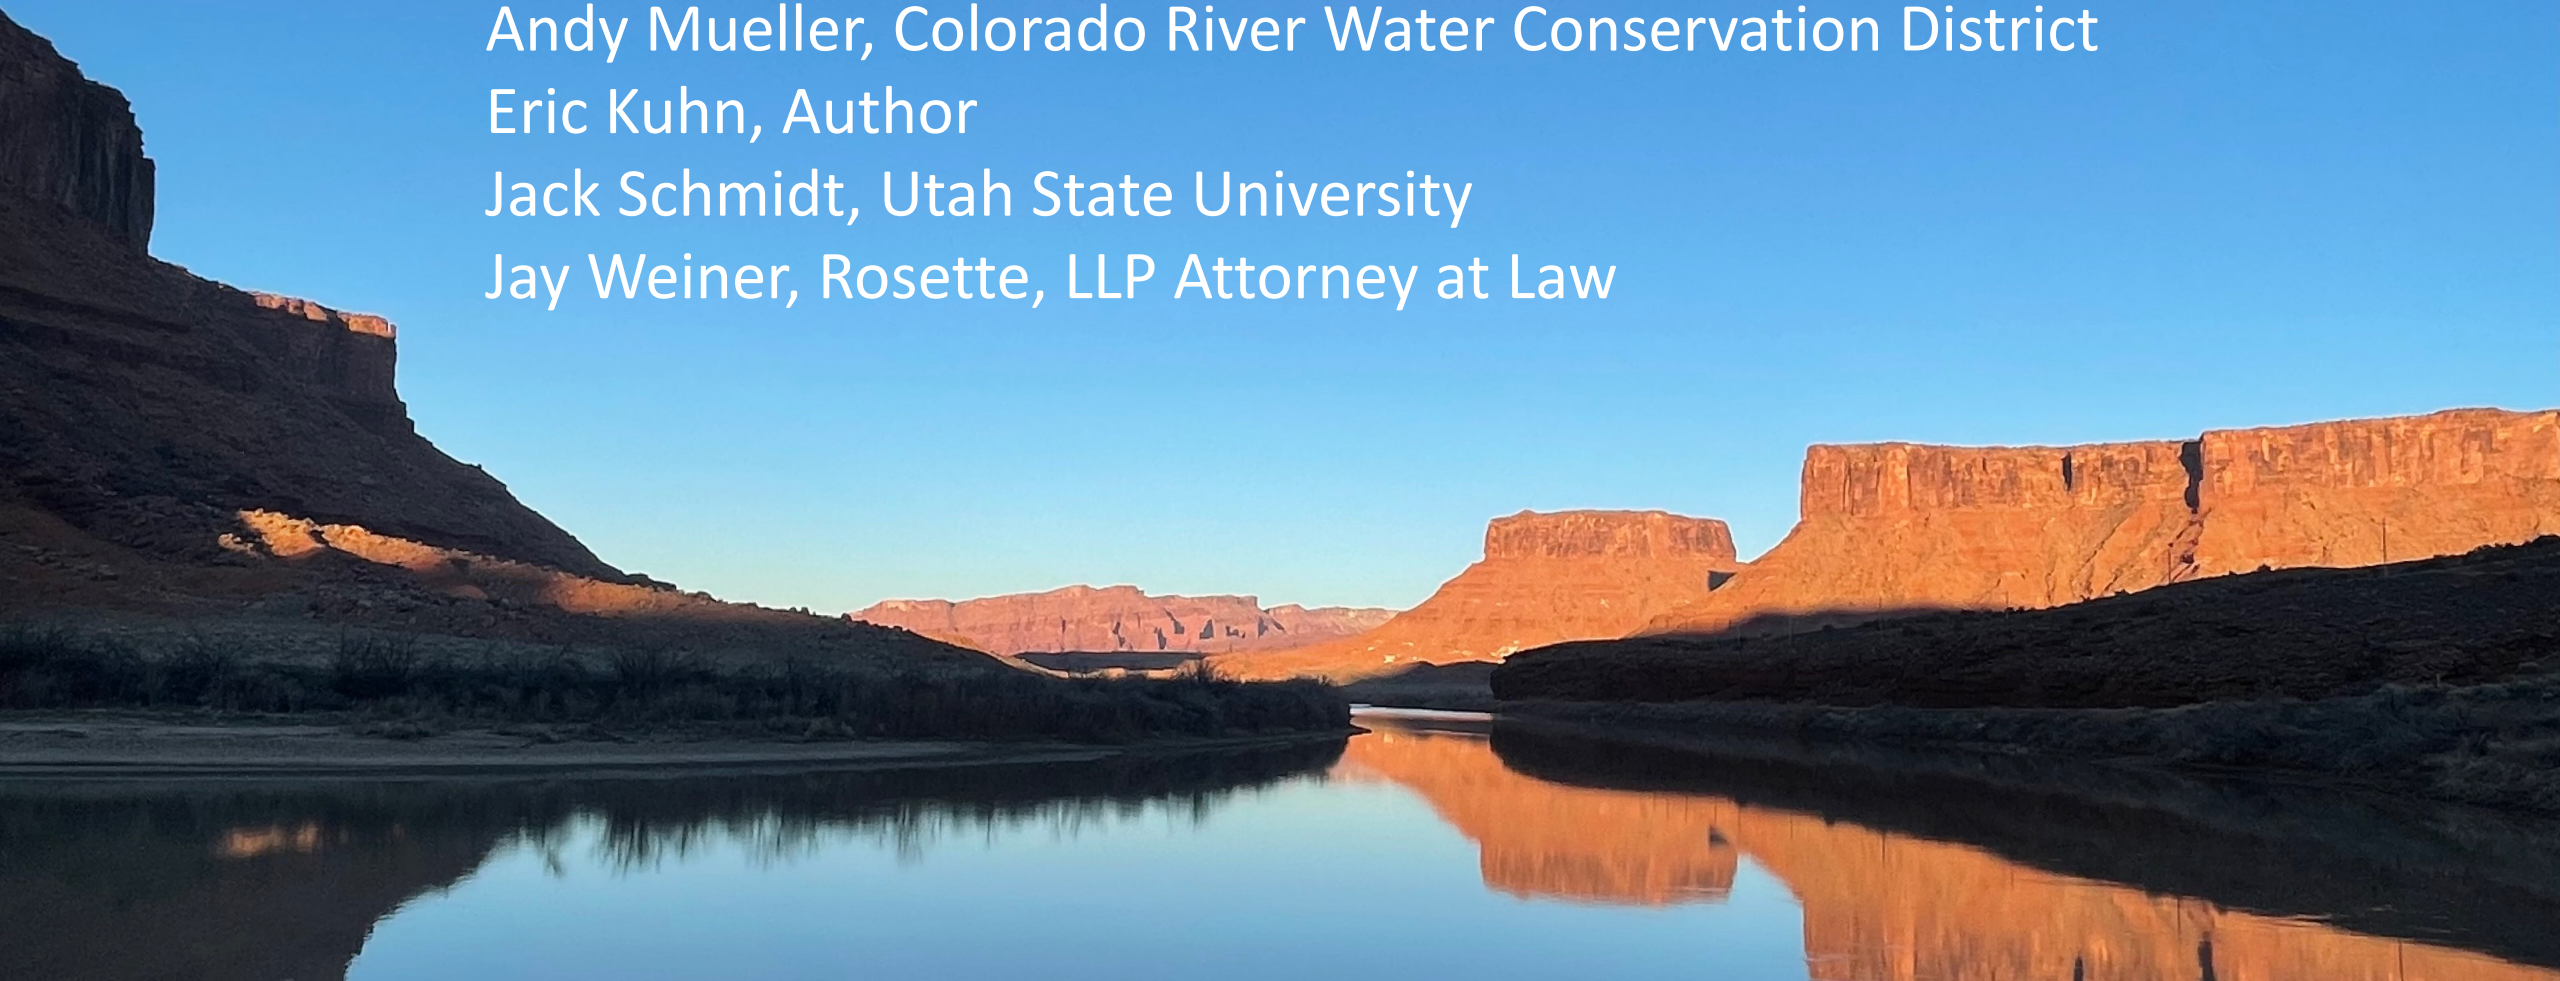 Andy Mueller, Colorado River Water Conservation District
Eric Kuhn, Author
Jack Schmidt, Utah State University
Jay Weiner, Rosette, LLP Attorney at Law